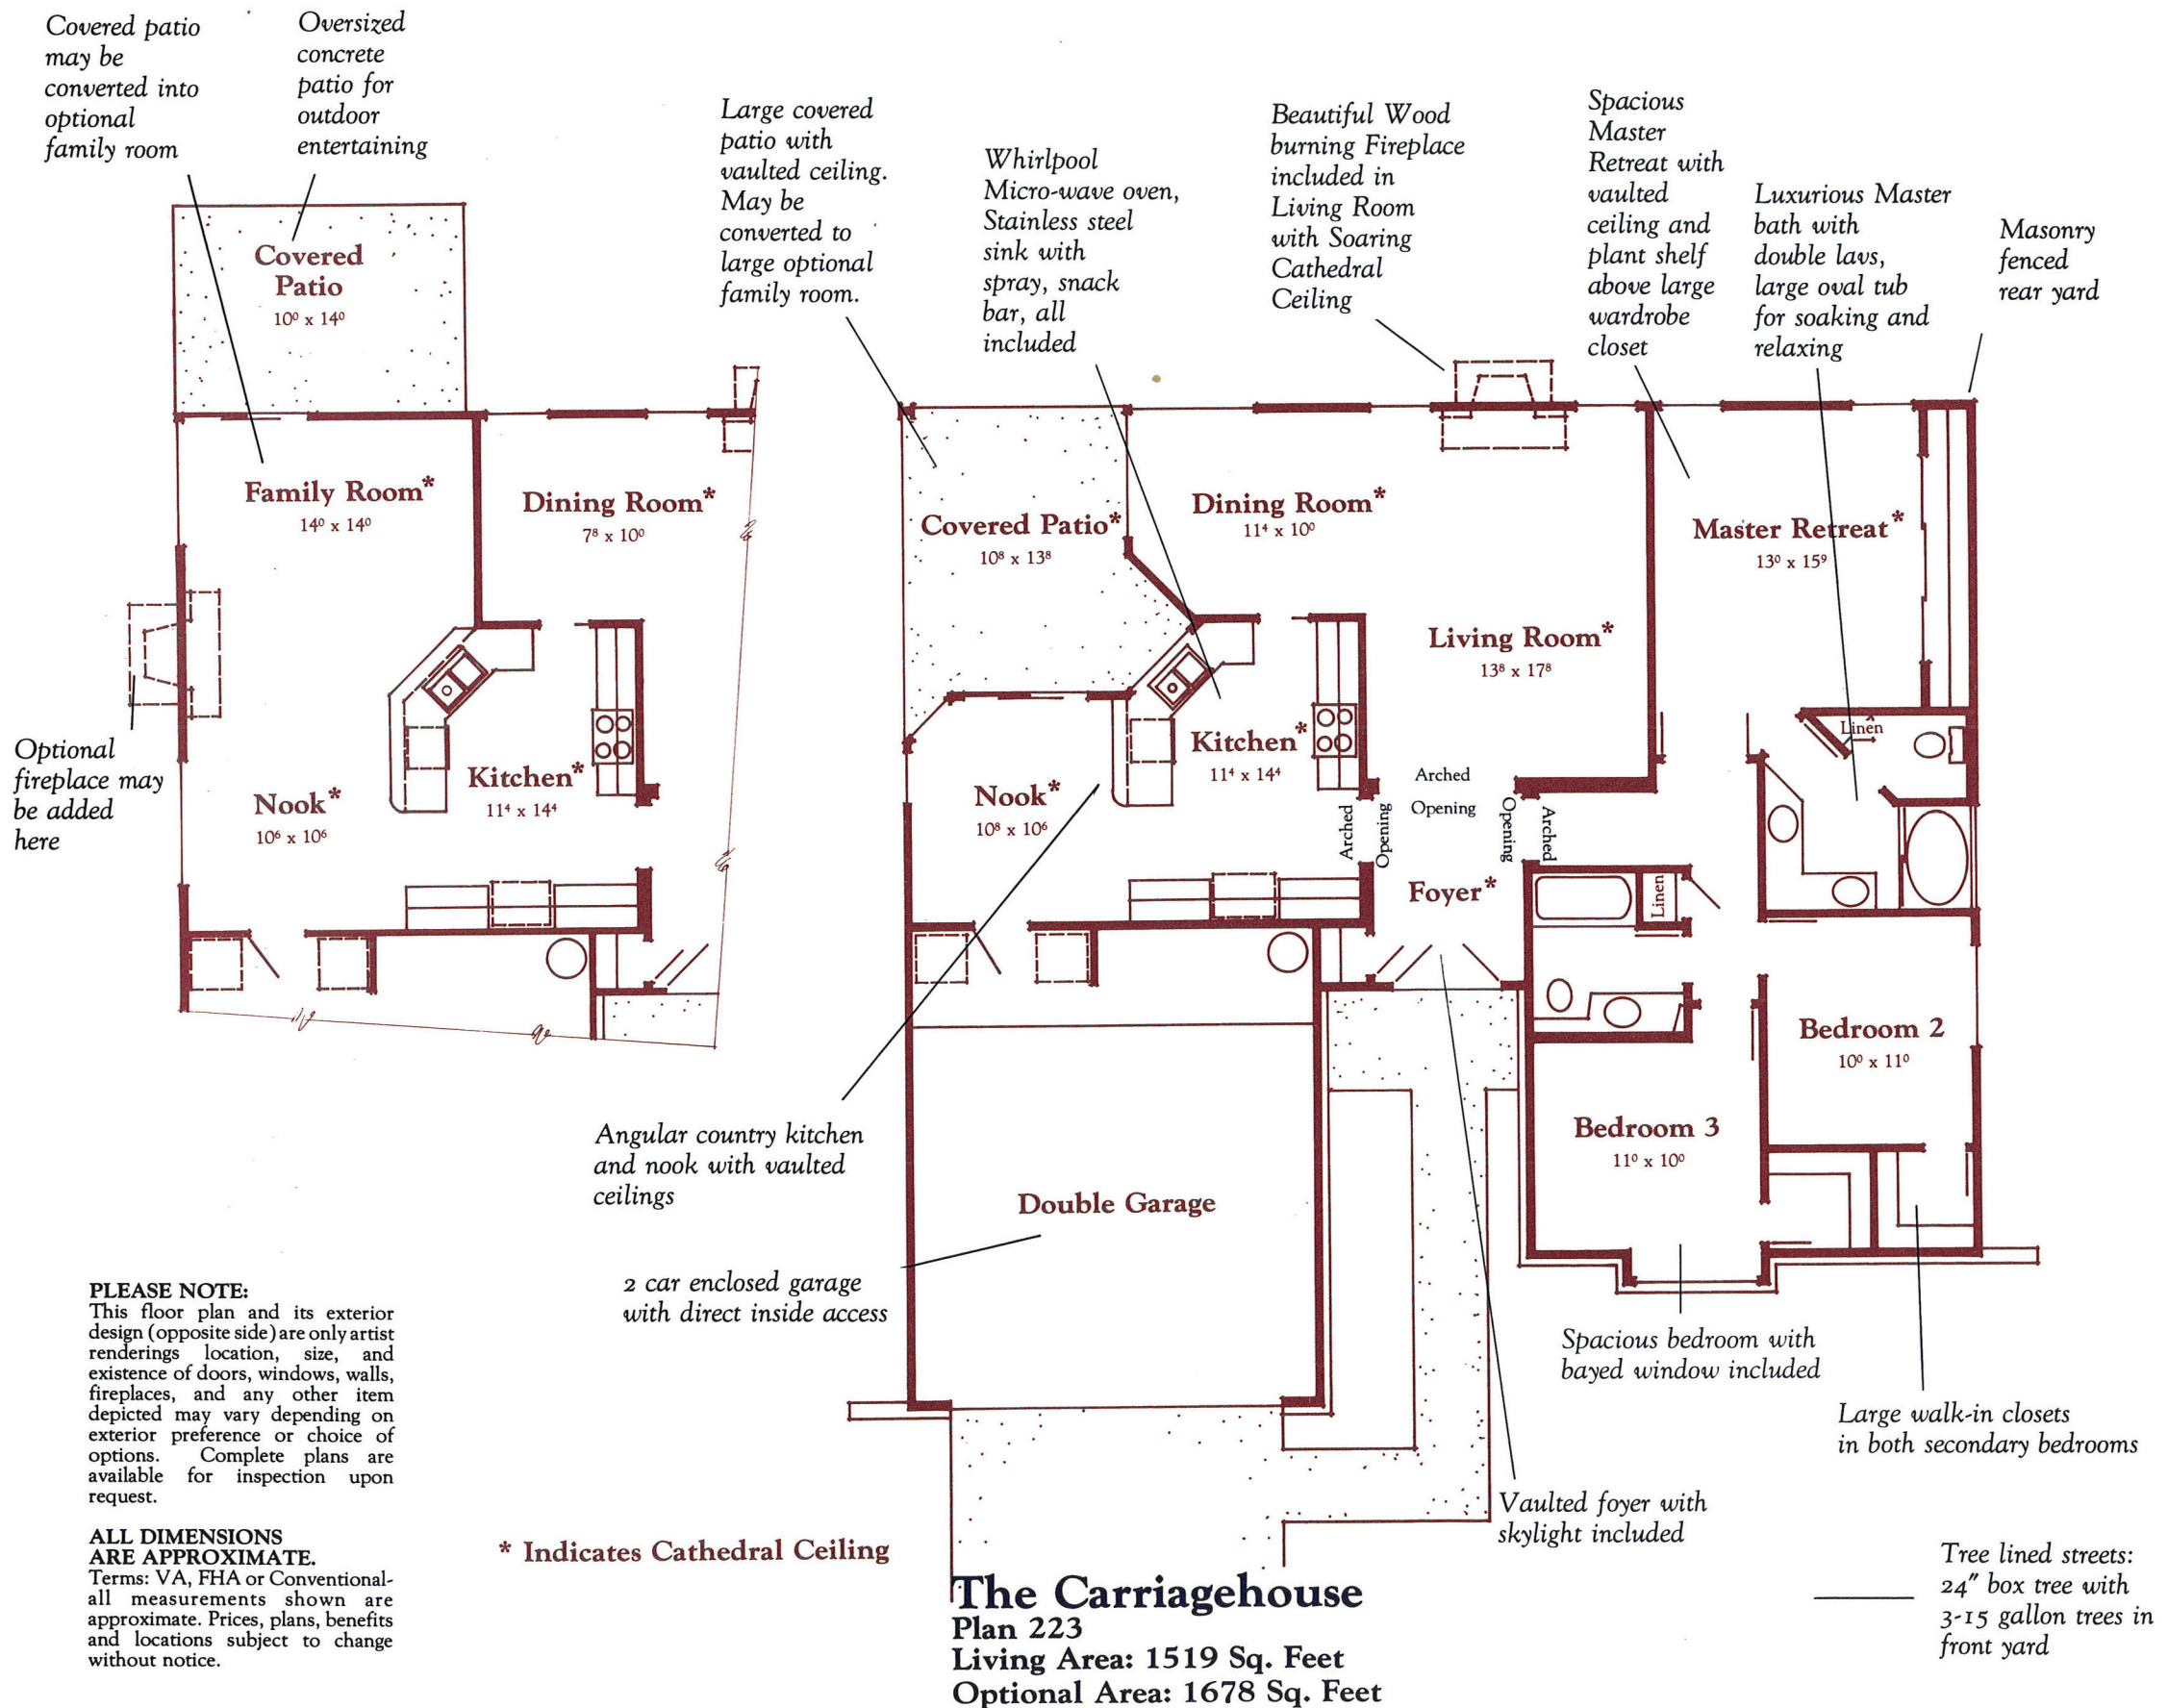 Covered patio
may be
converted into
optional
family room
Oversized
concrete
patio for
outdoor
entertaining
Large covered
patio with
vaulted ceiling.
May be
converted to
large optional
family room.
Whirlpool
Micro-wave oven,
Stainless steel
sink with
spray, snack
bar, all
included
Beautiful Wood
burning Fireplace
included in
Living Room
with Soaring
Cathedral
Ceiling
Spacious
Master
Retreat with
vaulted
ceiling and
plant shelf
above large
wardrobe
closet
Luxurious Master
bath with
double lavs,
large oval tub
for soaking and
relaxing
Masonry
fenced
rear yard
Covered
Patio
10⁰ x 14⁰
Family Room*
14⁰ x 14⁰
Dining Room*
7⁸ x 10⁰
Optional
fireplace may
be added
here
Nook*
10⁶ x 10⁶
Kitchen*
11⁴ x 14⁴
Covered Patio*
10⁸ x 13⁸
Dining Room*
11⁴ x 10⁰
Living Room*
13⁸ x 17⁸
Master Retreat*
13⁰ x 15⁹
Linen
Kitchen*
11⁴ x 14⁴
Nook*
10⁸ x 10⁶
Arched
Opening
Arched
Opening
Opening
Arched
Foyer*
Linen
Bedroom 2
10⁰ x 11⁰
Bedroom 3
11⁰ x 10⁰
Double Garage
Angular country kitchen
and nook with vaulted
ceilings
2 car enclosed garage
with direct inside access
Spacious bedroom with
bayed window included
Large walk-in closets
in both secondary bedrooms
Vaulted foyer with
skylight included
Tree lined streets:
24" box tree with
3-15 gallon trees in
front yard
PLEASE NOTE:
This floor plan and its exterior
design (opposite side) are only artist
renderings location, size, and
existence of doors, windows, walls,
fireplaces, and any other item
depicted may vary depending on
exterior preference or choice of
options. Complete plans are
available for inspection upon
request.
ALL DIMENSIONS
ARE APPROXIMATE.
Terms: VA, FHA or Conventional-
all measurements shown are
approximate. Prices, plans, benefits
and locations subject to change
without notice.
* Indicates Cathedral Ceiling
The Carriagehouse
Plan 223
Living Area: 1519 Sq. Feet
Optional Area: 1678 Sq. Feet